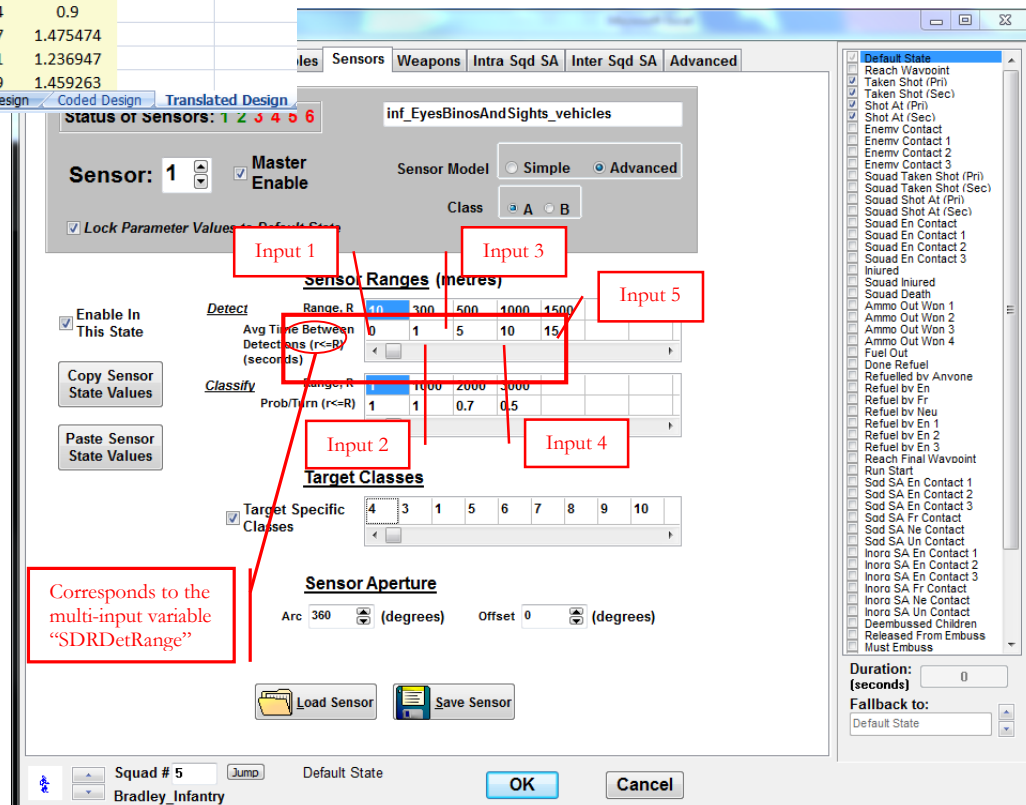 0.9
1.475474
1.236947
1.459263
esign Coded Design Translated Design
Sensors Weapons Intra Sqd SA Inter Sqd SA Advanced
Status of Sensors: 1 2 3 4 5 6
inf_EyesBinosAndSights_vehicles
Sensor: 1
Master Enable
Sensor Model Simple Advanced
Class A B
Lock Parameter Values to Default State
Input 1
Input 3
Input 5
Sensor Ranges (metres)
Enable In This State
Detect Range, R 10 300 500 1000 1500
Avg Time Between Detections (r<=R) (seconds) 0 1 5 10 15
Copy Sensor State Values
Classify Range, R 1 1000 2000 3000
Prob/Turn (r<=R) 1 1 0.7 0.5
Paste Sensor State Values
Input 2
Input 4
Target Classes
Target Specific Classes 4 3 1 5 6 7 8 9 10
Sensor Aperture
Arc 360 (degrees) Offset 0 (degrees)
Corresponds to the
multi-input variable
“SDRDetRange”
Load Sensor
Save Sensor
Squad # 5 Jump Default State
Bradley_Infantry
OK
Cancel
Default State
Reach Waypoint
Taken Shot (Pri)
Taken Shot (Sec)
Shot At (Pri)
Shot At (Sec)
Enemy Contact
Enemy Contact 1
Enemy Contact 2
Enemy Contact 3
Squad Taken Shot (Pri)
Squad Taken Shot (Sec)
Squad Shot At (Pri)
Squad Shot At (Sec)
Squad En Contact
Squad En Contact 1
Squad En Contact 2
Squad En Contact 3
Injured
Squad Injured
Squad Death
Ammo Out Wpn 1
Ammo Out Wpn 2
Ammo Out Wpn 3
Ammo Out Wpn 4
Fuel Out
Done Refuel
Refuelled by Anyone
Refuel by En
Refuel by Fr
Refuel by Neu
Refuel by En 1
Refuel by En 2
Refuel by En 3
Reach Final Waypoint
Run Start
Sqd SA En Contact 1
Sqd SA En Contact 2
Sqd SA En Contact 3
Sqd SA Fr Contact
Sqd SA Ne Contact
Sqd SA Un Contact
Inorg SA En Contact 1
Inorg SA En Contact 2
Inorg SA En Contact 3
Inorg SA Fr Contact
Inorg SA Ne Contact
Inorg SA Un Contact
Deembussed Children
Released From Embuss
Must Embuss
Duration: (seconds) 0
Fallback to:
Default State